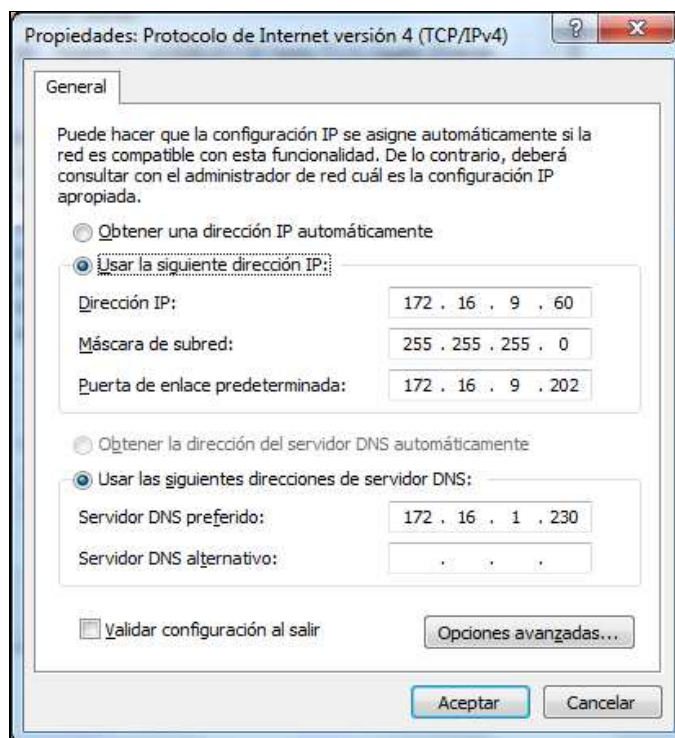 Propiedades: Protocolo de Internet versión 4 (TCP/IPv4)
General
Puede hacer que la configuración IP se asigne automáticamente si la
red es compatible con esta funcionalidad. De lo contrario, deberá
consultar con el administrador de red cuál es la configuración IP
apropiada.
Obtener una dirección IP automáticamente
Usar la siguiente dirección IP:
Dirección IP: 172 . 16 . 9 . 60
Máscara de subred: 255 . 255 . 255 . 0
Puerta de enlace predeterminada: 172 . 16 . 9 . 202
Obtener la dirección del servidor DNS automáticamente
Usar las siguientes direcciones de servidor DNS:
Servidor DNS preferido: 172 . 16 . 1 . 230
Servidor DNS alternativo: . . .
Validar configuración al salir Opciones avanzadas...
Aceptar Cancelar